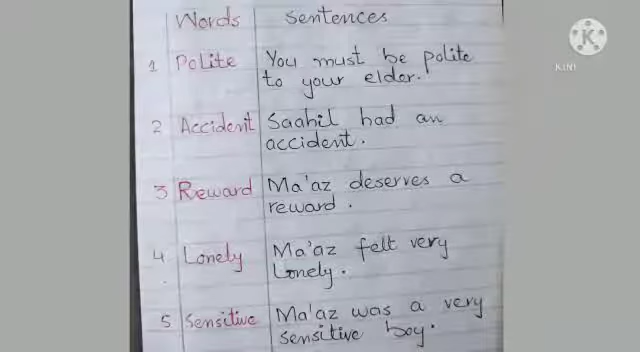 Words Sentences
1 Polite You must be polite
to your elder.
2 Accident Saahil had an
accident.
3 Reward Ma'az deserves a
reward.
4 Lonely Ma'az felt very
Lonely.
5 Sensitive Ma'az was a very
sensitive boy.
K